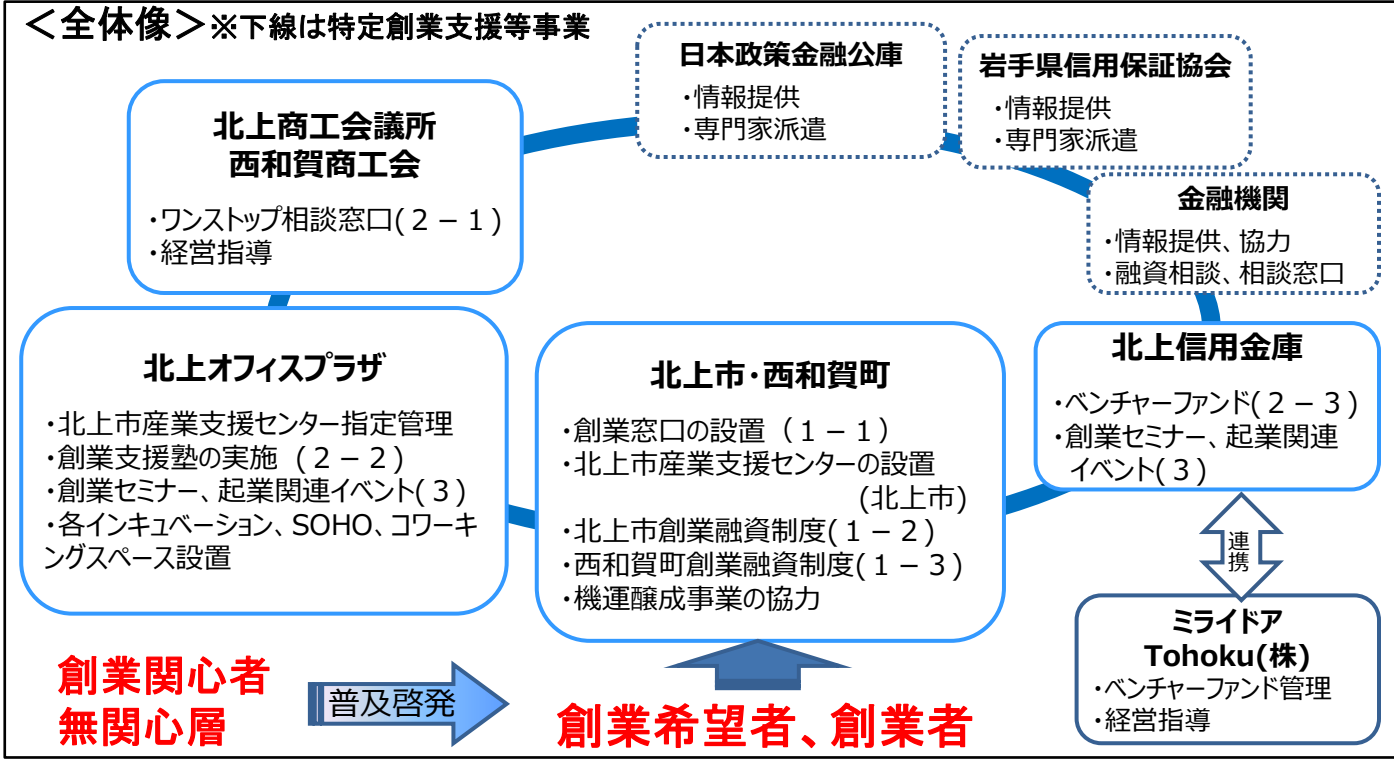 ＜全体像＞※下線は特定創業支援等事業
日本政策金融公庫
・情報提供
・専門家派遣
岩手県信用保証協会
・情報提供
・専門家派遣
北上商工会議所
西和賀商工会
・ワンストップ相談窓口(２－１)
・経営指導
金融機関
・情報提供、協力
・融資相談、相談窓口
北上オフィスプラザ
・北上市産業支援センター指定管理
・創業支援塾の実施 (２－２)
・創業セミナー、起業関連イベント(３)
・各インキュベーション、SOHO、コワーキ
ングスペース設置
北上市・西和賀町
・創業窓口の設置（１－１）
・北上市産業支援センターの設置
(北上市)
・北上市創業融資制度(１－２)
・西和賀町創業融資制度(１－３)
・機運醸成事業の協力
北上信用金庫
・ベンチャーファンド(２－３)
・創業セミナー、起業関連
イベント(３)
連
携
ミライドア
Tohoku(株)
・ベンチャーファンド管理
・経営指導
創業関心者
無関心層
普及啓発
創業希望者、創業者